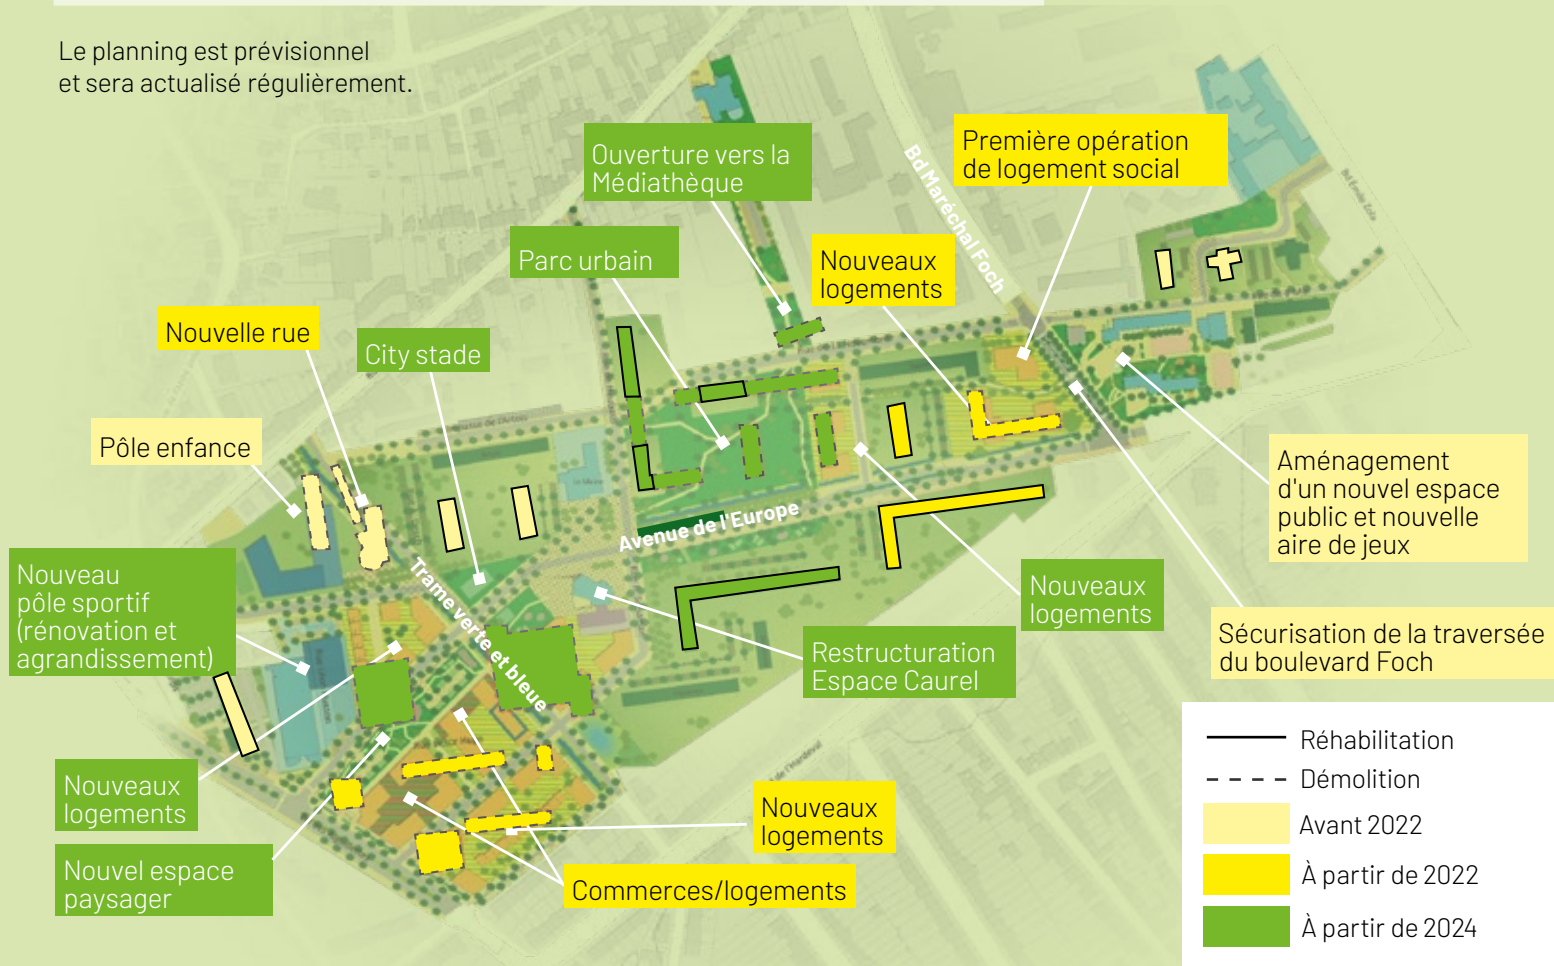 Le planning est prévisionnel
et sera actualisé régulièrement.
Ouverture vers la
Médiathèque
Première opération
de logement social
Bd Maréchal Foch
Bd Émile Zola
Parc urbain
Nouveaux
logements
Nouvelle rue
City stade
Pôle enfance
Avenue de l'Europe
Aménagement
d'un nouvel espace
public et nouvelle
aire de jeux
Nouveau
pôle sportif
(rénovation et
agrandissement)
Trame verte et bleue
Nouveaux
logements
Restructuration
Espace Caurel
Sécurisation de la traversée
du boulevard Foch
Nouveaux
logements
Nouveaux
logements
Nouvel espace
paysager
Commerces/logements
Réhabilitation
Démolition
Avant 2022
À partir de 2022
À partir de 2024